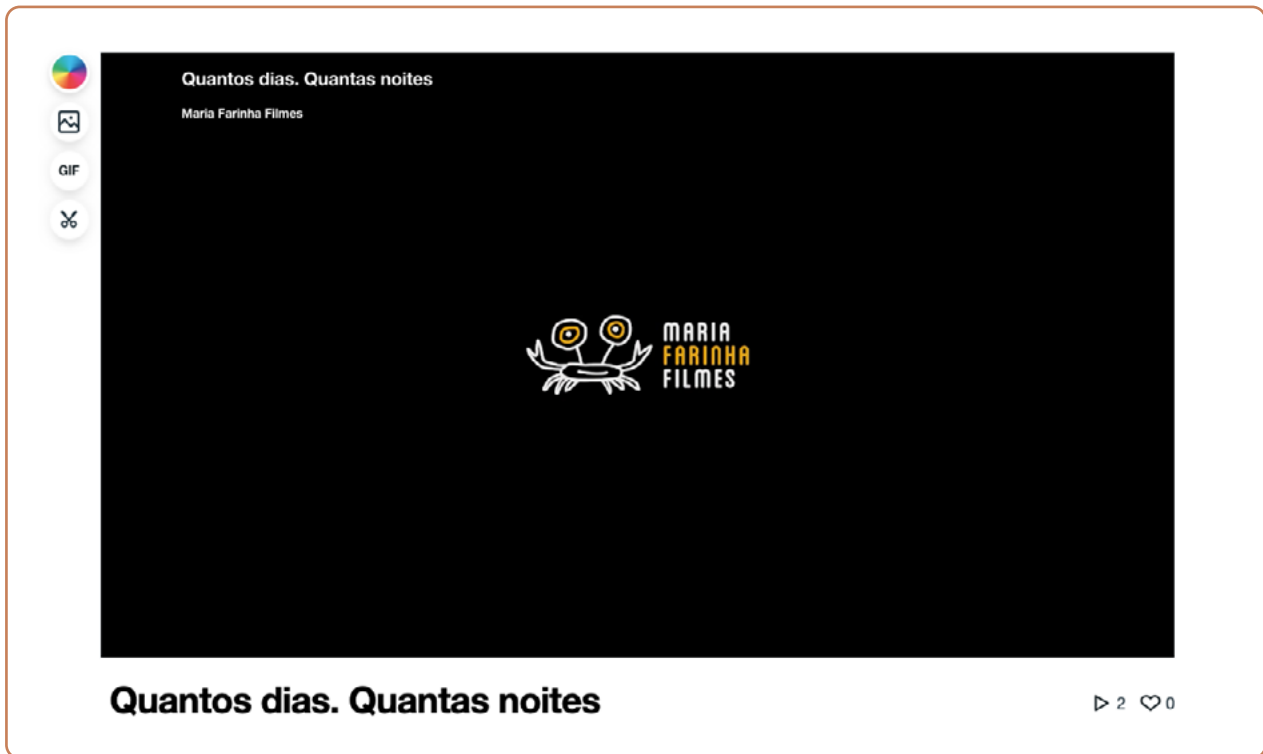 Quantos dias. Quantas noites
Maria Farinha Filmes
GIF
MARIA
FARINHA
FILMES
Quantos dias. Quantas noites
2 0